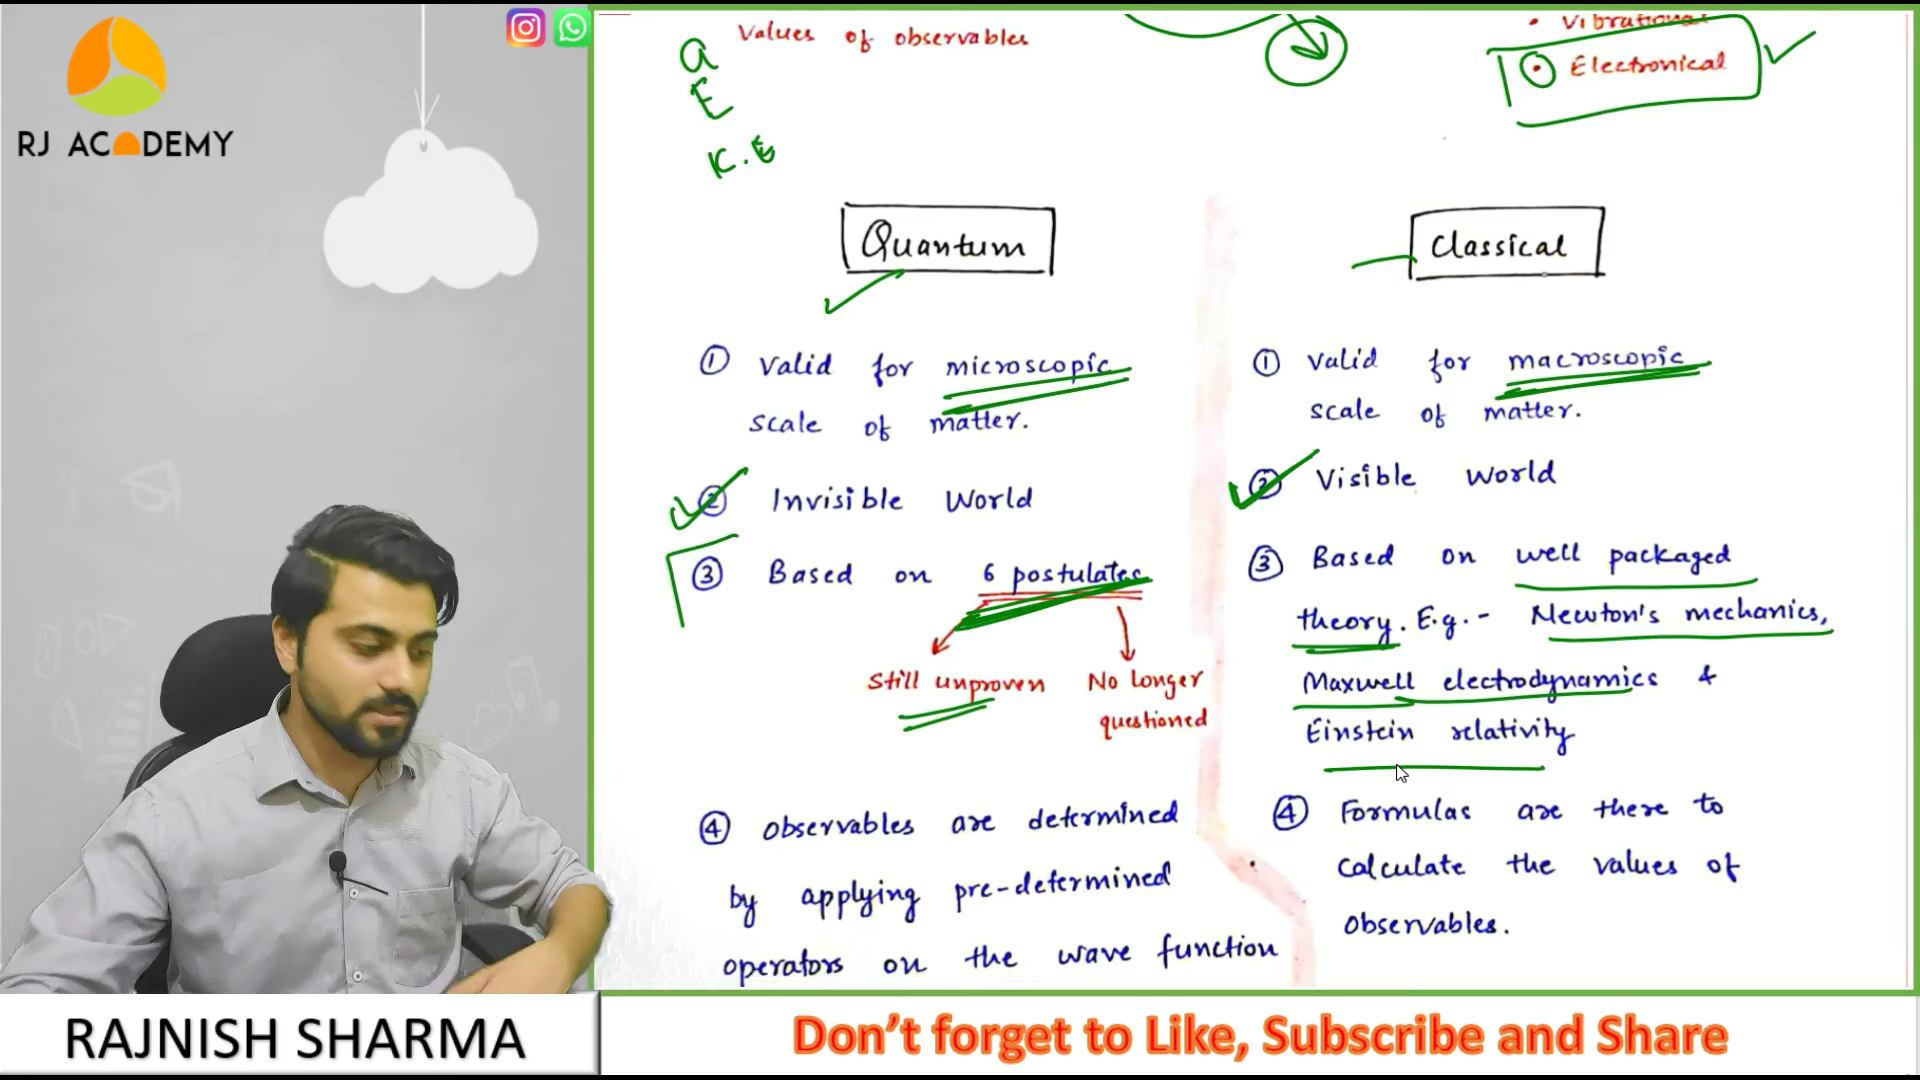 RJ ACADEMY
Values of observables
a
E
K.E
Vibrational
Electronical
Quantum
① Valid for microscopic
scale of matter.
② Invisible World
③ Based on 6 postulates
Still unproven
No longer
questioned
④ Observables are determined
by applying pre-determined
operators on the wave function
Classical
① Valid for macroscopic
scale of matter.
② Visible World
③ Based on well packaged
theory. E.g.- Newton's mechanics,
Maxwell electrodynamics &
Einstein relativity
④ Formulas are there to
Calculate the values of
Observables.
RAJNISH SHARMA
Don't forget to Like, Subscribe and Share